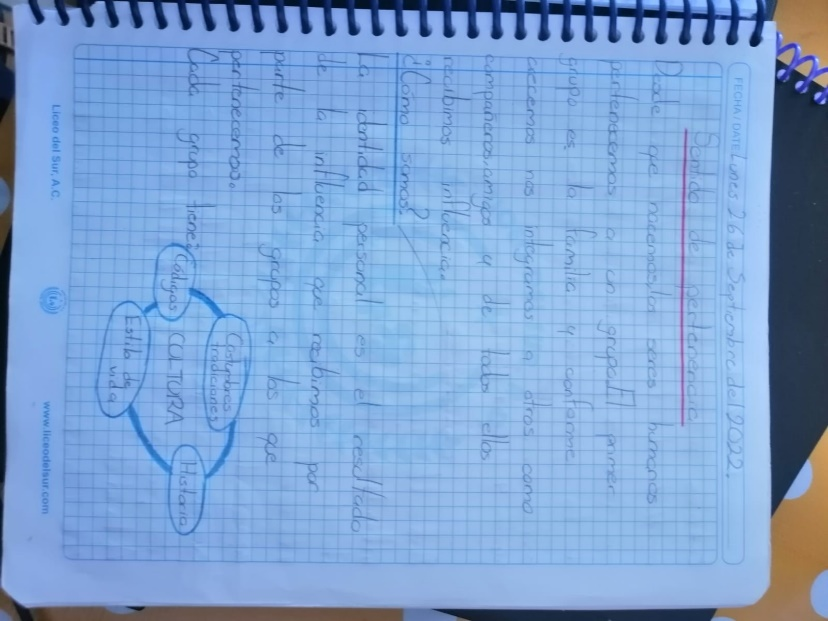 FECHA/DATE Lunes 26 de Septiembre del 2022.
Sentido de pertenencia
Desde que nacemos, los seres humanos
pertenecemos a un grupo. El primer
grupo es la familia y conforme
crecemos nos integramos a otros como
compañeros, amigos y de todos ellos
recibimos influencia.
¿Cómo somos?
La identidad personal es el resultado
de la influencia que recibimos por
parte de los grupos a los que
pertenecemos.
Cada grupo tiene:
Costumbres
tradiciones
Códigos
CULTURA
Historia
Estilo de
vida
Liceo del Sur, A.C.
www.liceodelsur.com